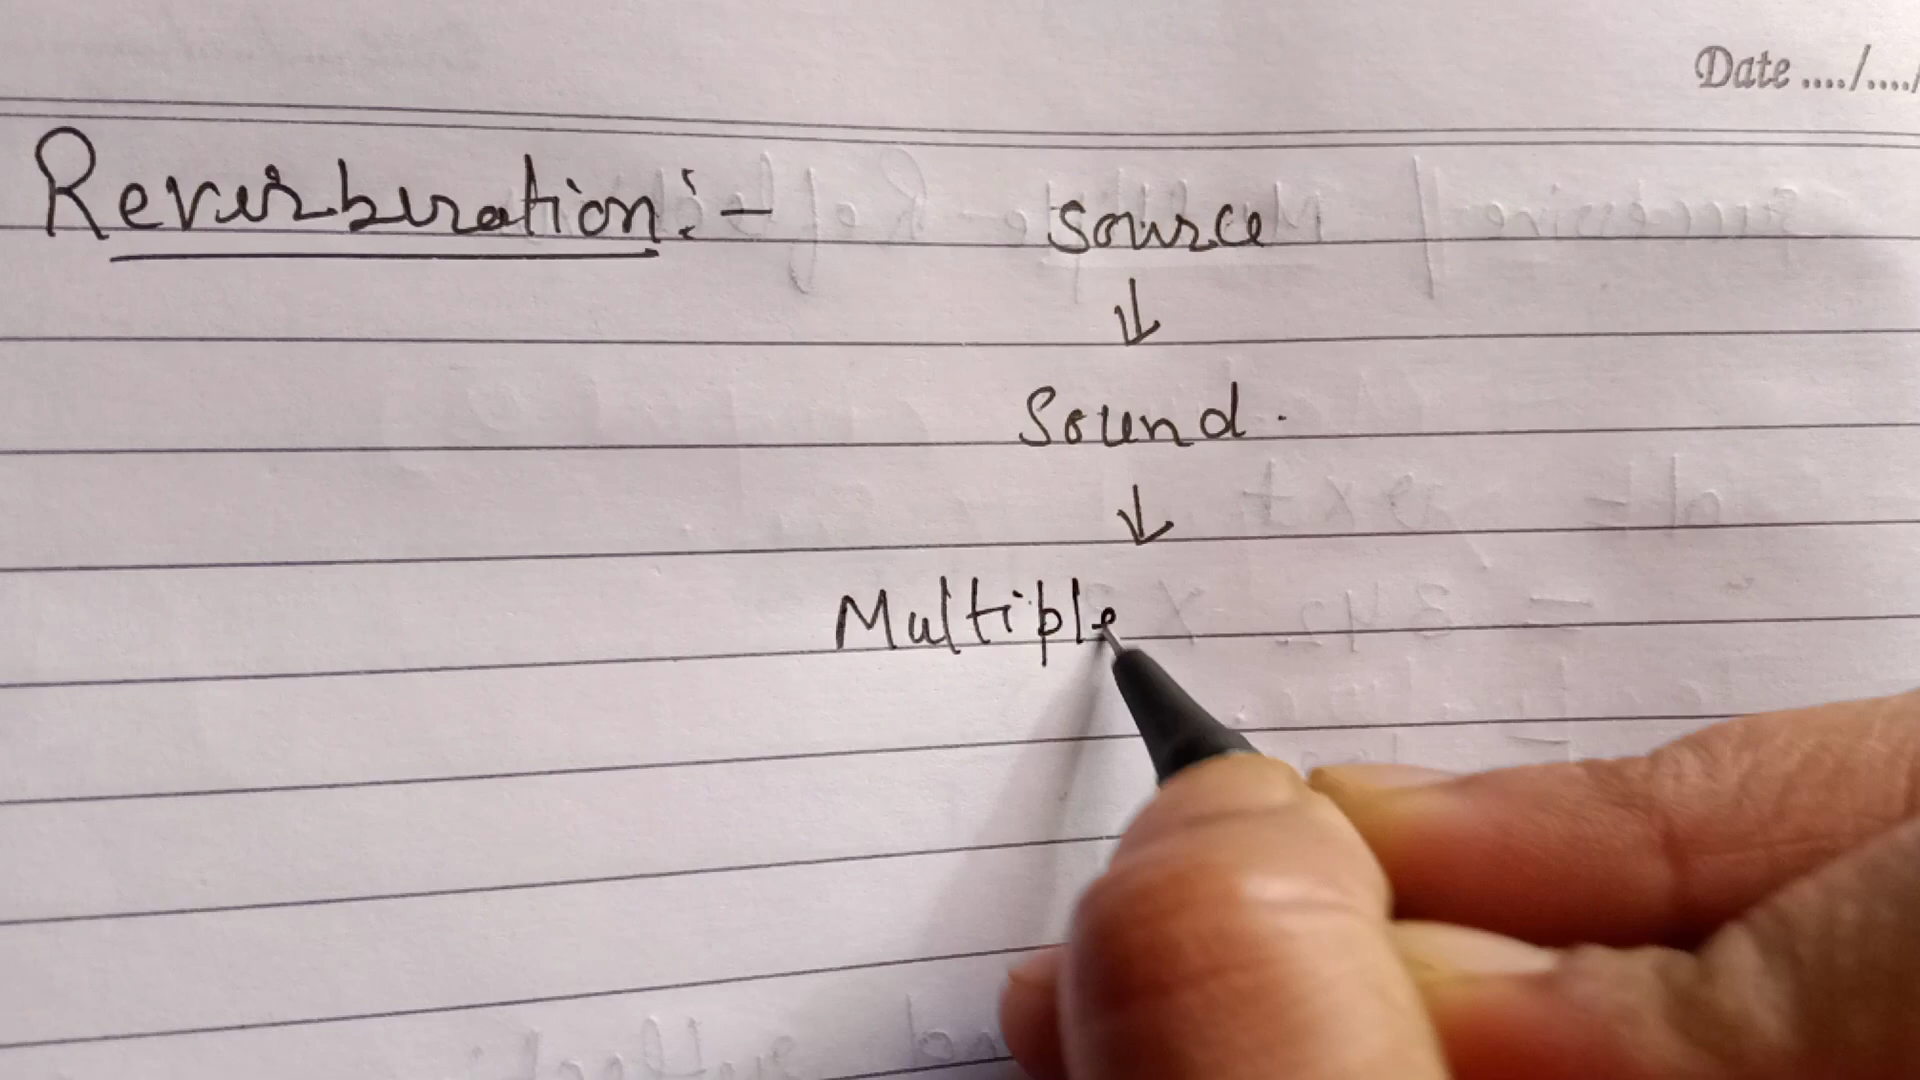 Date ..../..../
Reverberation :- Source
↓
Sound.
↓
Multiple